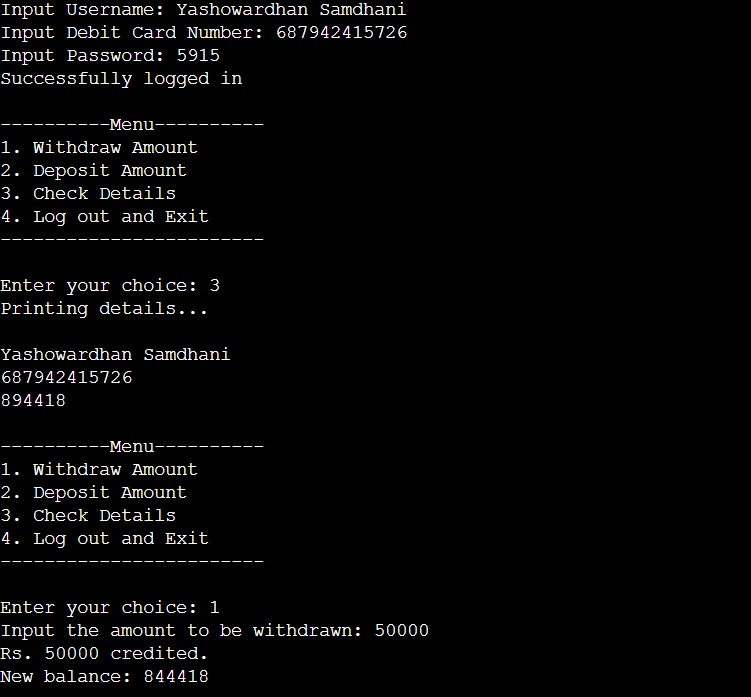 Input Username: Yashowardhan Samdhani
Input Debit Card Number: 687942415726
Input Password: 5915
Successfully logged in
----------Menu----------
1. Withdraw Amount
2. Deposit Amount
3. Check Details
4. Log out and Exit
------------------------
Enter your choice: 3
Printing details...
Yashowardhan Samdhani
687942415726
894418
----------Menu----------
1. Withdraw Amount
2. Deposit Amount
3. Check Details
4. Log out and Exit
------------------------
Enter your choice: 1
Input the amount to be withdrawn: 50000
Rs. 50000 credited.
New balance: 844418